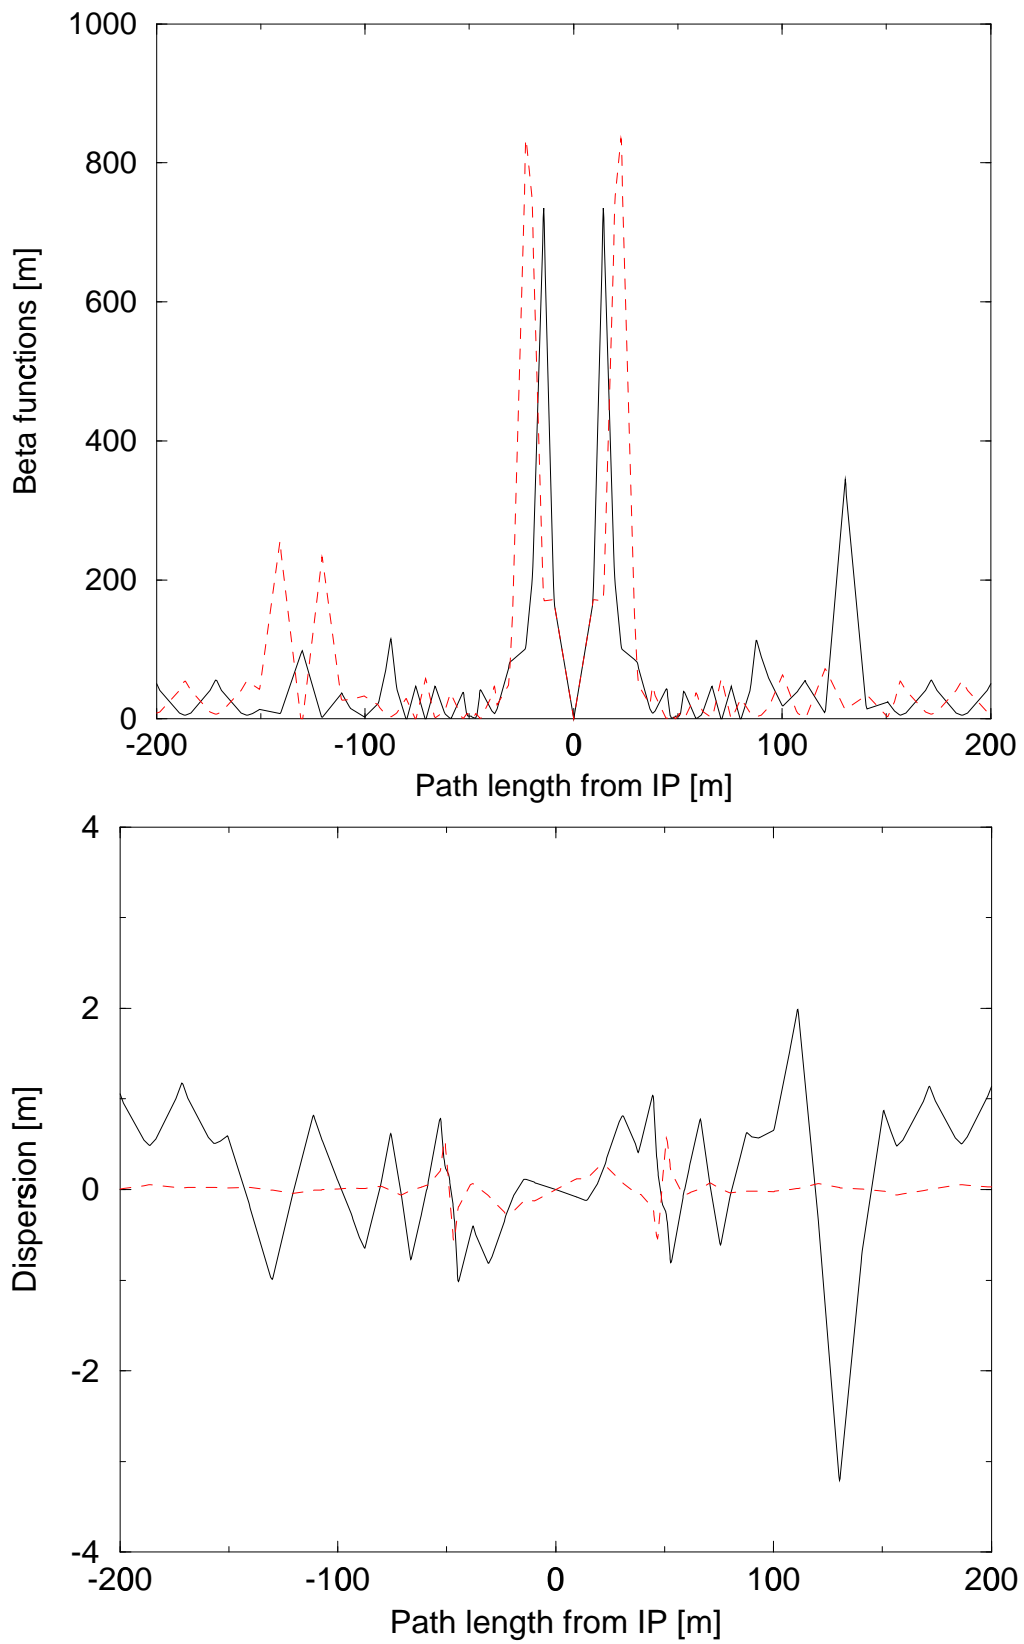 1000
800
600
400
200
0
Beta functions [m]
-200 -100 0 100 200
Path length from IP [m]
4
2
0
-2
-4
Dispersion [m]
-200 -100 0 100 200
Path length from IP [m]